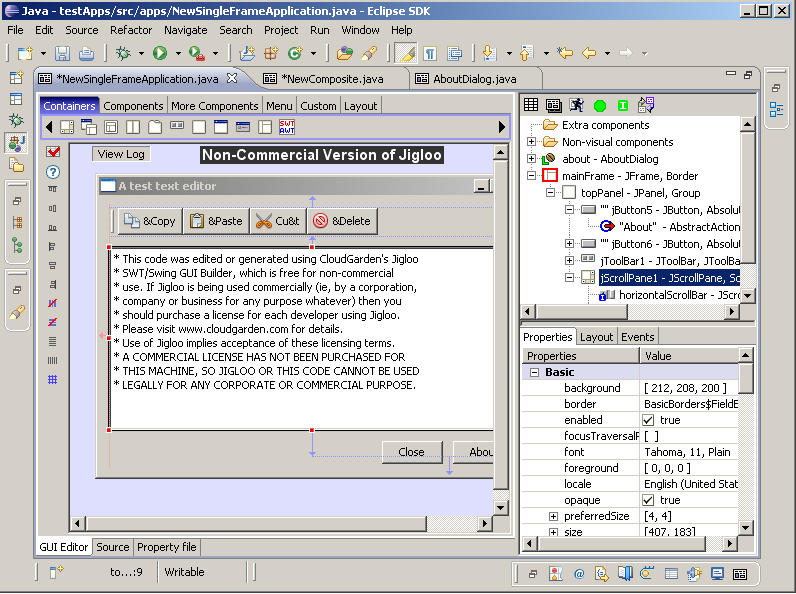 Java - testApps/src/apps/NewSingleFrameApplication.java - Eclipse SDK
File Edit Source Refactor Navigate Search Project Run Window Help
*NewSingleFrameApplication.java *NewComposite.java AboutDialog.java
Containers Components More Components Menu Custom Layout
SWT
AWT
View Log
Non-Commercial Version of Jigloo
A test text editor
&Copy &Paste Cu&t &Delete
* This code was edited or generated using CloudGarden's Jigloo
* SWT/Swing GUI Builder, which is free for non-commercial
* use. If Jigloo is being used commercially (ie, by a corporation,
* company or business for any purpose whatever) then you
* should purchase a license for each developer using Jigloo.
* Please visit www.cloudgarden.com for details.
* Use of Jigloo implies acceptance of these licensing terms.
* A COMMERCIAL LICENSE HAS NOT BEEN PURCHASED FOR
* THIS MACHINE, SO JIGLOO OR THIS CODE CANNOT BE USED
* LEGALLY FOR ANY CORPORATE OR COMMERCIAL PURPOSE.
Close Abou
GUI Editor Source Property file
Extra components
Non-visual components
about - AboutDialog
mainFrame - JFrame, Border
topPanel - JPanel, Group
"" jButton5 - JButton, Absolu
"About" - AbstractAction
"" jButton6 - JButton, Absolu
jToolBar1 - JToolBar, JToolBar
jScrollPane1 - JScrollPane, Sc
horizontalScrollBar - JScr
Properties Layout Events
Properties Value
Basic
background [ 212, 208, 200 ]
border BasicBorders$FieldB
enabled true
focusTraversalP [ ]
font Tahoma, 11, Plain
foreground [ 0, 0, 0 ]
locale English (United Stat
opaque true
preferredSize [4, 4]
size [407, 183]
to...:9 Writable